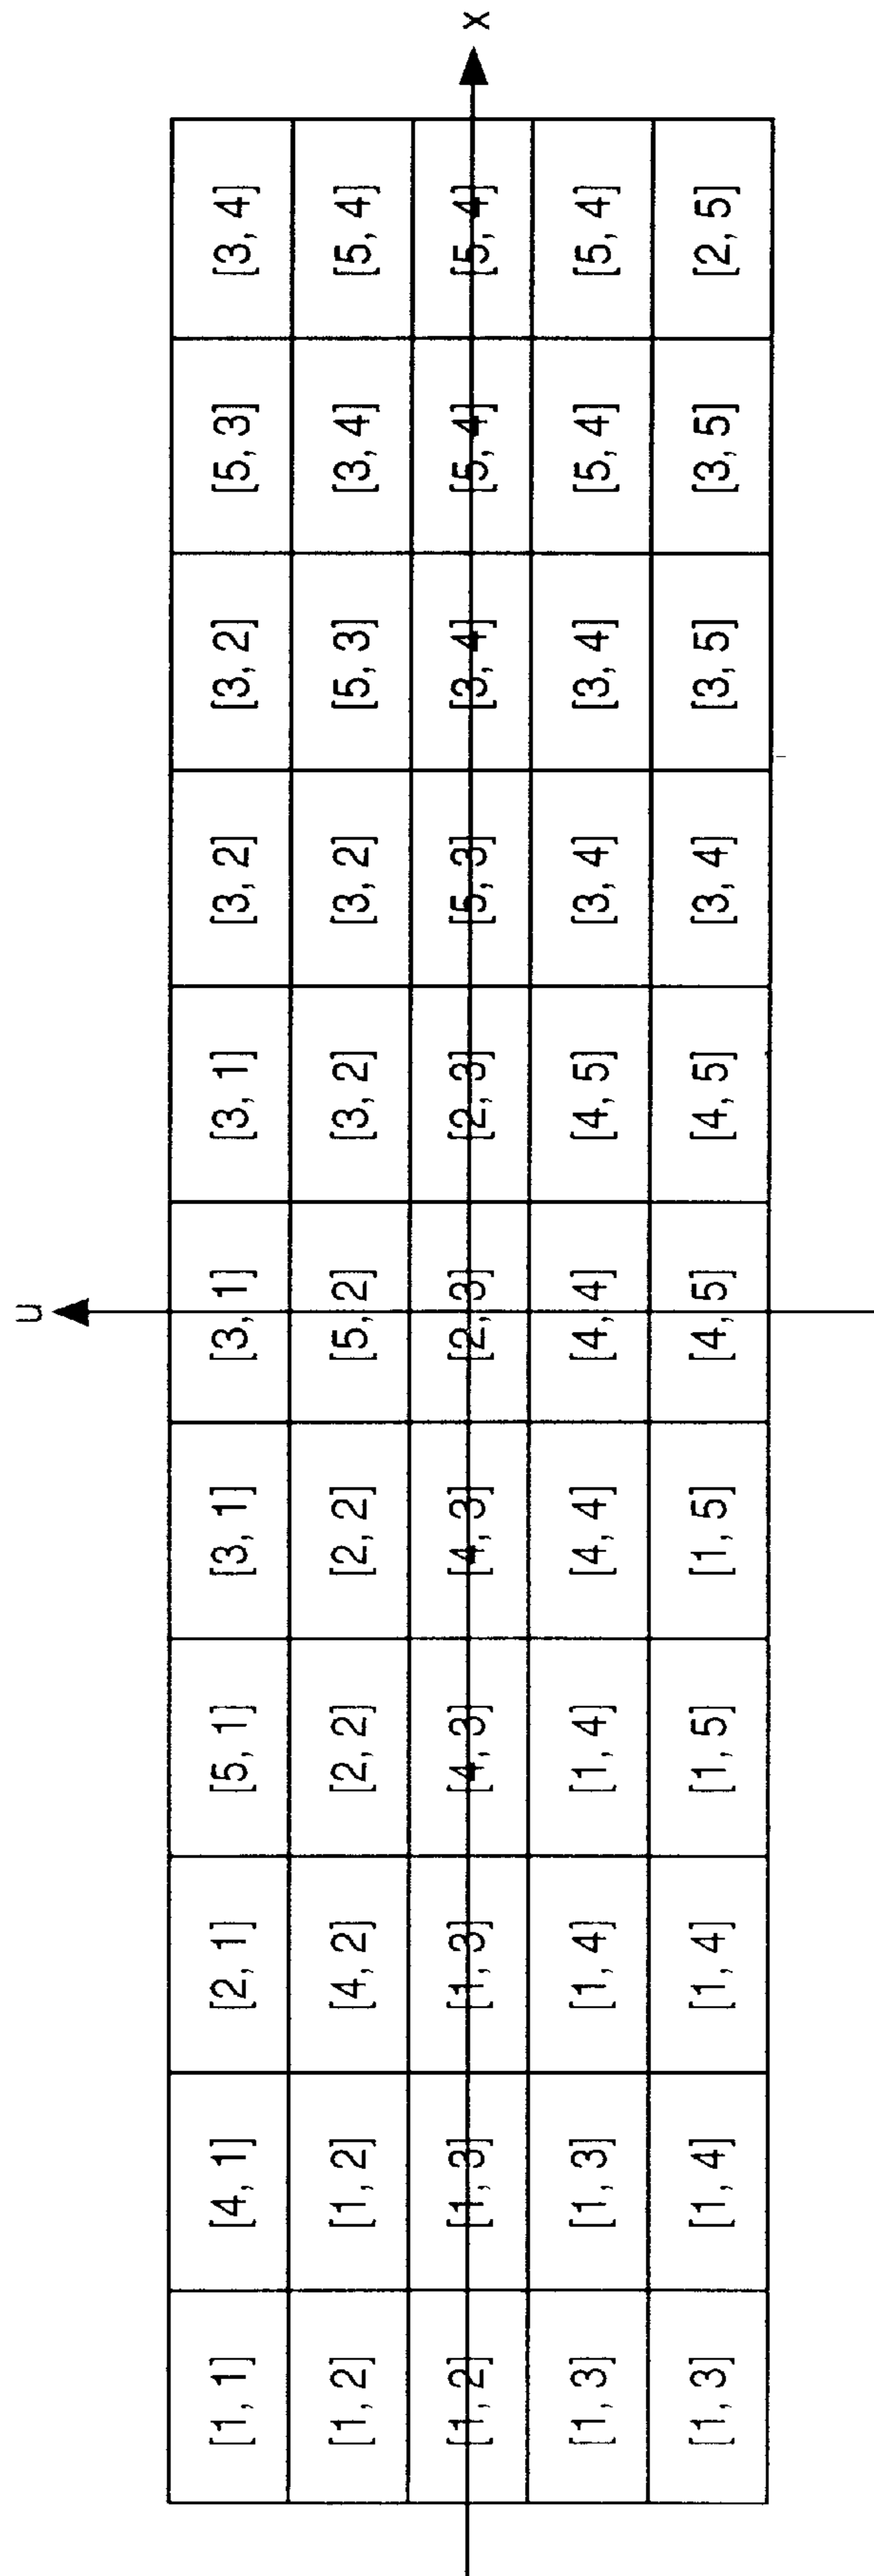 u
[1, 1] [4, 1] [2, 1] [5, 1] [3, 1] [3, 1] [3, 1] [3, 2] [3, 2] [5, 3] [3, 4]
[1, 2] [1, 2] [4, 2] [2, 2] [2, 2] [5, 2] [3, 2] [3, 2] [5, 3] [3, 4] [5, 4]
[1, 2] [1, 3] [1, 3] [4, 3] [4, 3] [2, 3] [2, 3] [5, 3] [3, 4] [5, 4] [5, 4] x
[1, 3] [1, 3] [1, 4] [1, 4] [4, 4] [4, 4] [4, 5] [3, 4] [3, 4] [5, 4] [5, 4]
[1, 3] [1, 4] [1, 4] [1, 5] [1, 5] [4, 5] [4, 5] [3, 4] [3, 5] [3, 5] [2, 5]